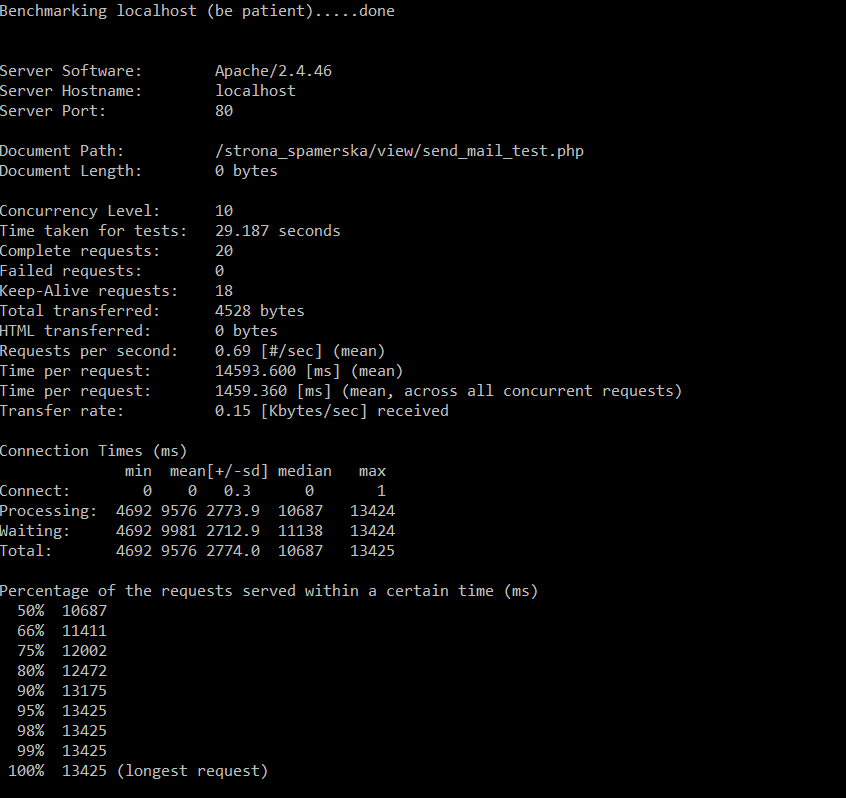 Benchmarking localhost (be patient).....done
Server Software: Apache/2.4.46
Server Hostname: localhost
Server Port: 80
Document Path: /strona_spamerska/view/send_mail_test.php
Document Length: 0 bytes
Concurrency Level: 10
Time taken for tests: 29.187 seconds
Complete requests: 20
Failed requests: 0
Keep-Alive requests: 18
Total transferred: 4528 bytes
HTML transferred: 0 bytes
Requests per second: 0.69 [#/sec] (mean)
Time per request: 14593.600 [ms] (mean)
Time per request: 1459.360 [ms] (mean, across all concurrent requests)
Transfer rate: 0.15 [Kbytes/sec] received
Connection Times (ms)
min mean[+/-sd] median max
Connect: 0 0 0.3 0 1
Processing: 4692 9576 2773.9 10687 13424
Waiting: 4692 9981 2712.9 11138 13424
Total: 4692 9576 2774.0 10687 13425
Percentage of the requests served within a certain time (ms)
50% 10687
66% 11411
75% 12002
80% 12472
90% 13175
95% 13425
98% 13425
99% 13425
100% 13425 (longest request)